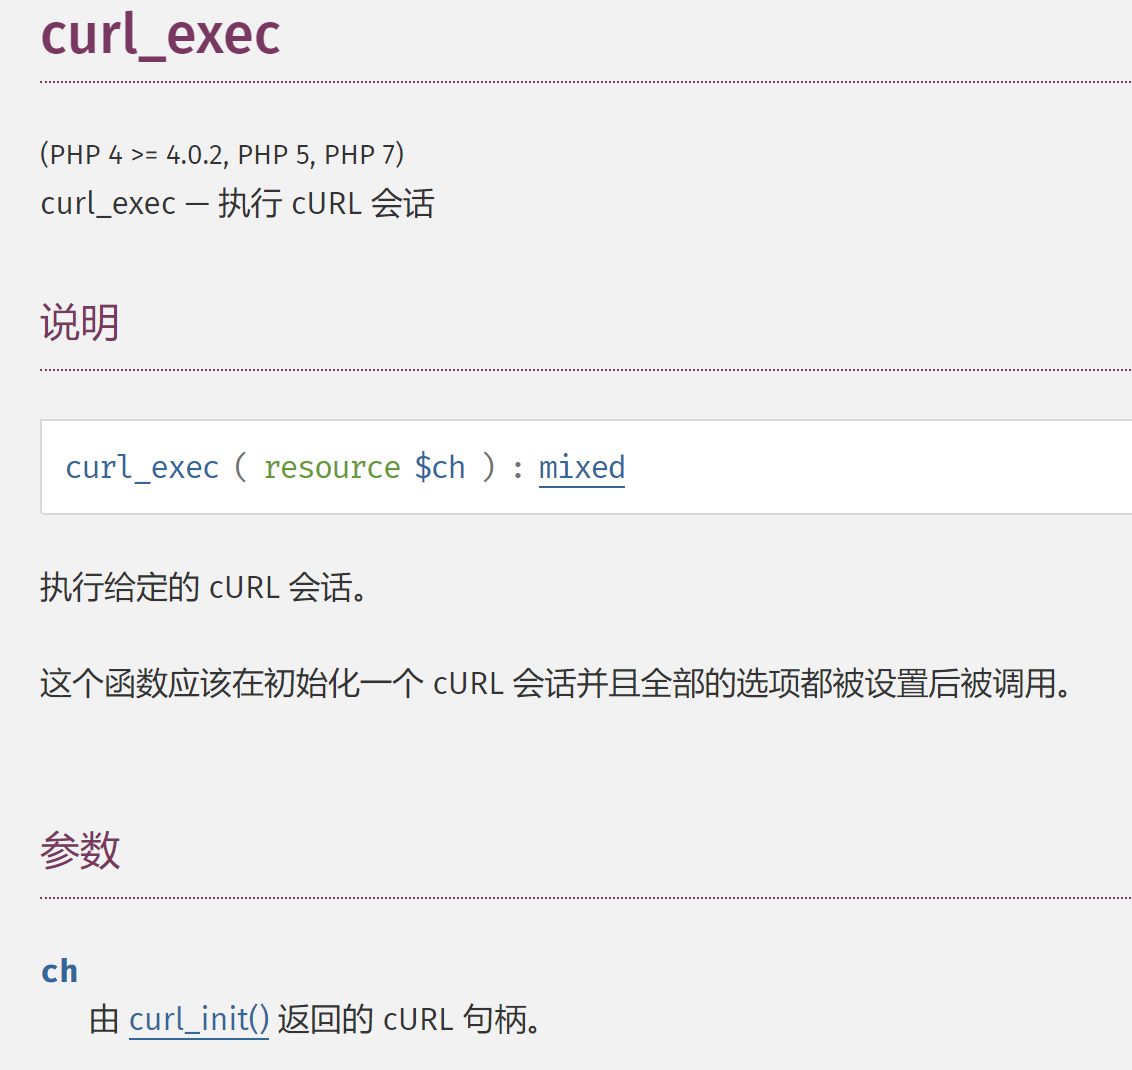 curl_exec
(PHP 4 >= 4.0.2, PHP 5, PHP 7)
curl_exec — 执行 cURL 会话
说明
curl_exec ( resource $ch ) : mixed
执行给定的 cURL 会话。
这个函数应该在初始化一个 cURL 会话并且全部的选项都被设置后被调用。
参数
ch
由 curl_init() 返回的 cURL 句柄。